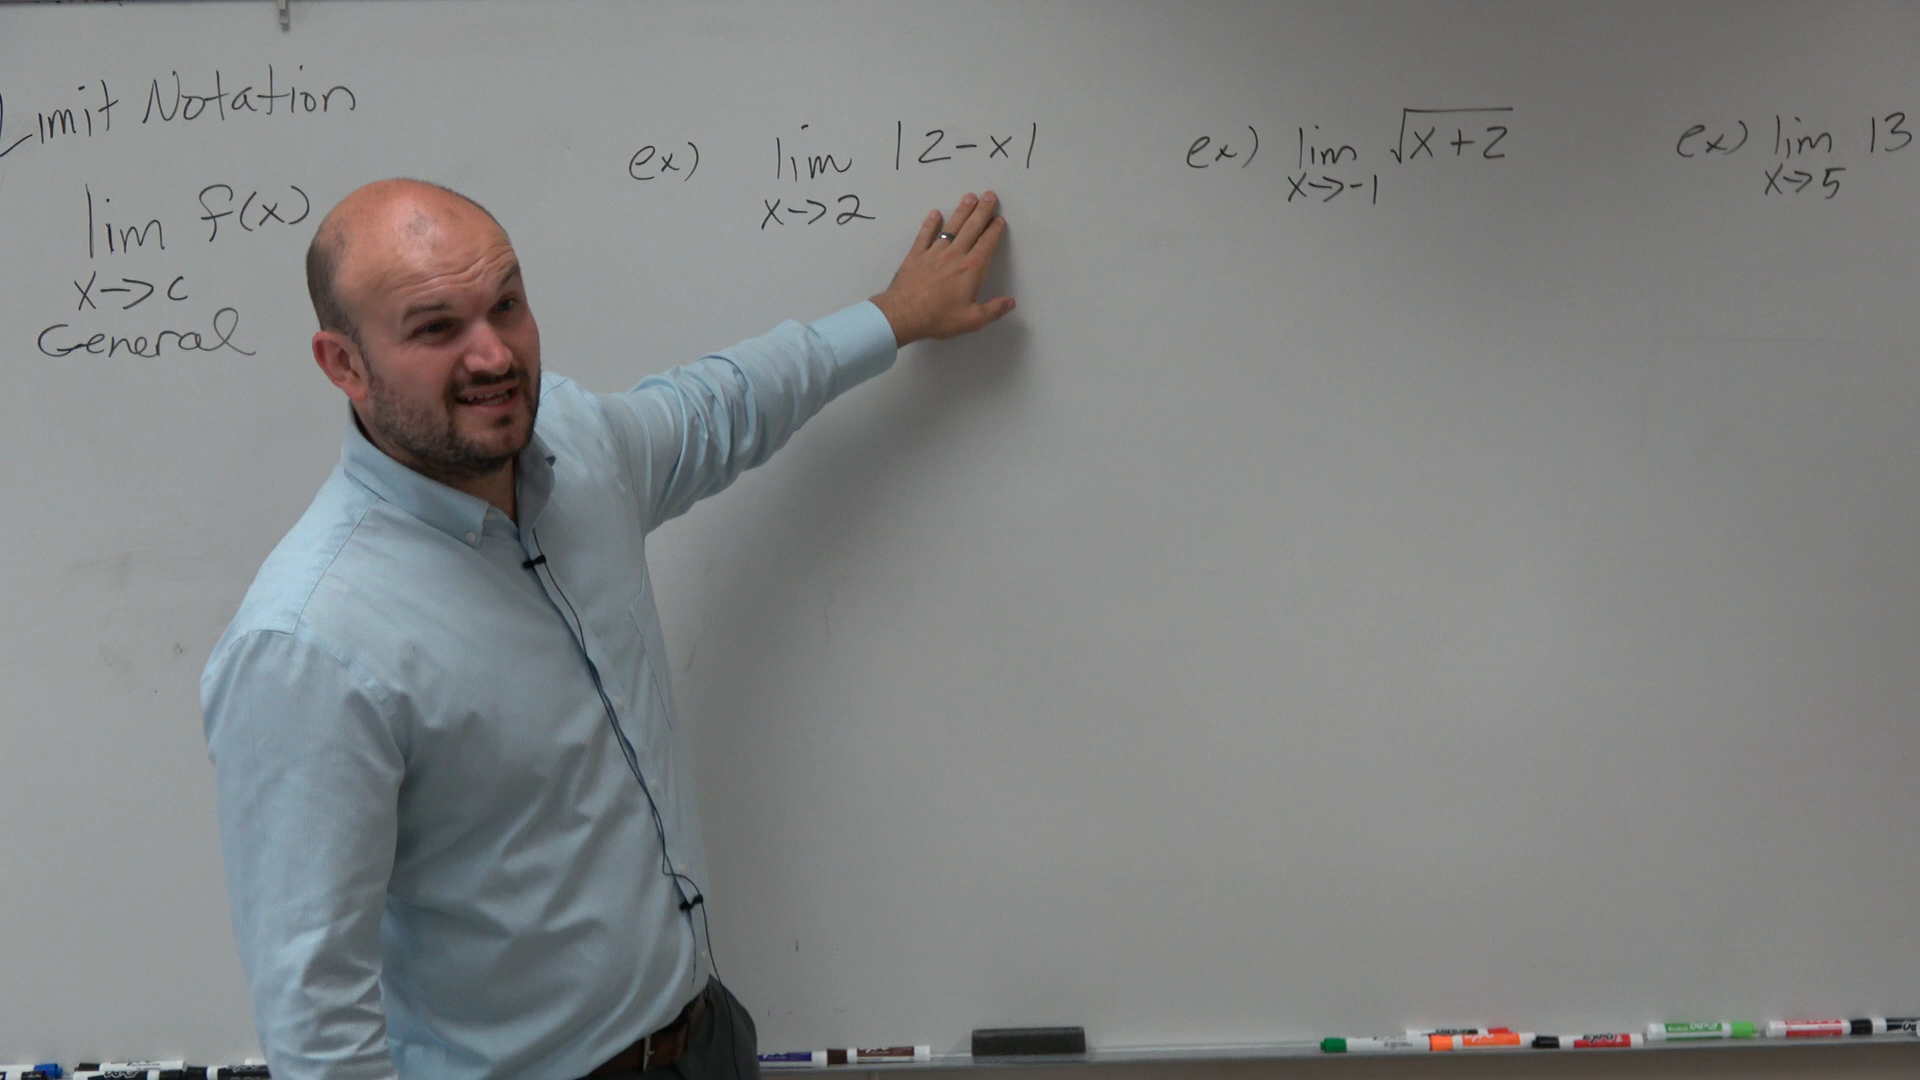 Limit Notation
lim f(x)
x→c
General
ex) lim |2-x|
x→2
ex) lim √x+2
x→-1
ex) lim 13
x→5